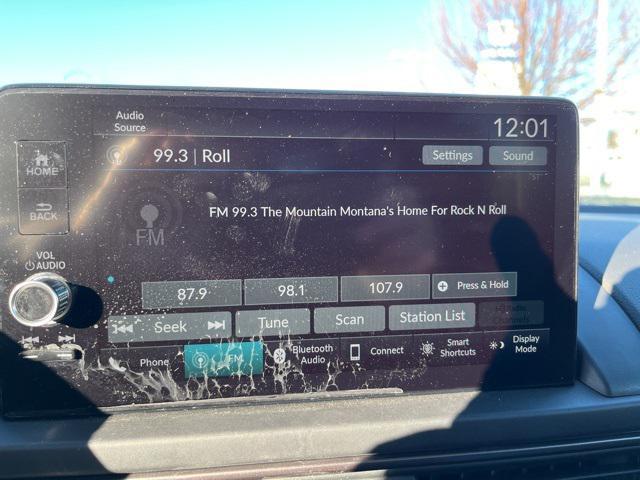 Audio
Source
12:01
99.3 | Roll
Settings
Sound
HOME
FM 99.3 The Mountain Montana's Home For Rock N Roll
BACK
FM
VOL
AUDIO
87.9
98.1
107.9
Press & Hold
Seek
Tune
Scan
Station List
Phone
FM
Bluetooth
Audio
Connect
Smart
Shortcuts
Display
Mode